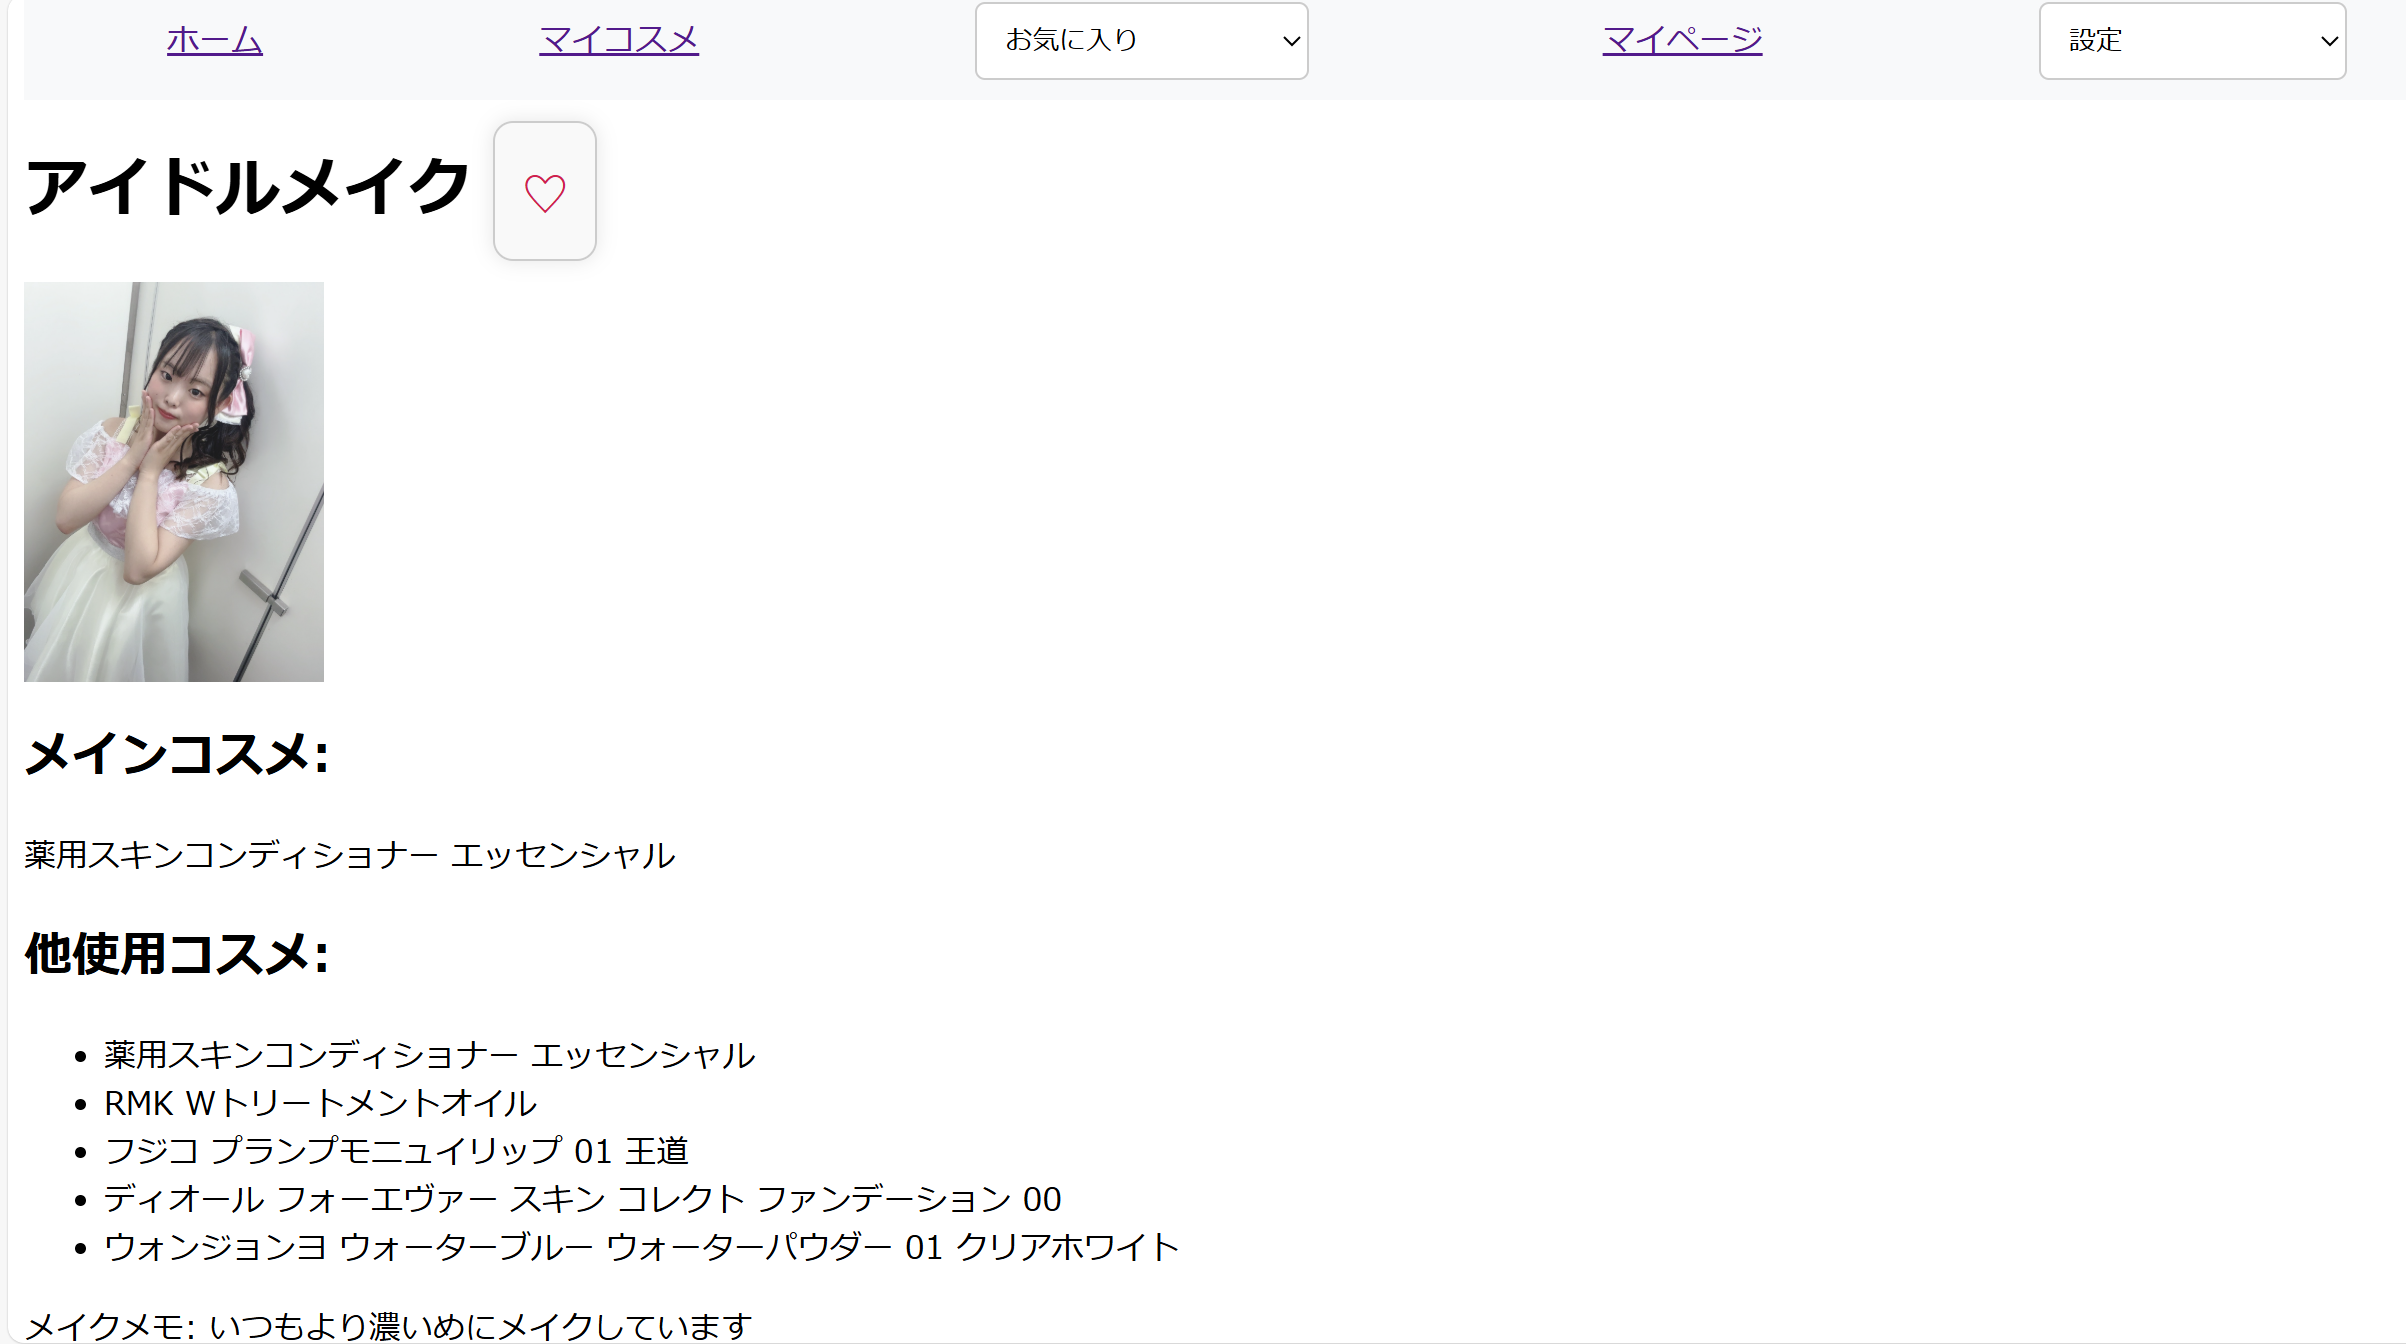 ホーム マイコスメ お気に入り マイページ 設定
アイドルメイク ♡
メインコスメ:
薬用スキンコンディショナー エッセンシャル
他使用コスメ:
• 薬用スキンコンディショナー エッセンシャル
• RMK Wトリートメントオイル
• フジコ プランプモニュイリップ 01 王道
• ディオール フォーエヴァー スキン コレクト ファンデーション 00
• ウォンジョンヨ ウォーターブルー ウォーターパウダー 01 クリアホワイト
メイクメモ: いつもより濃いめにメイクしています